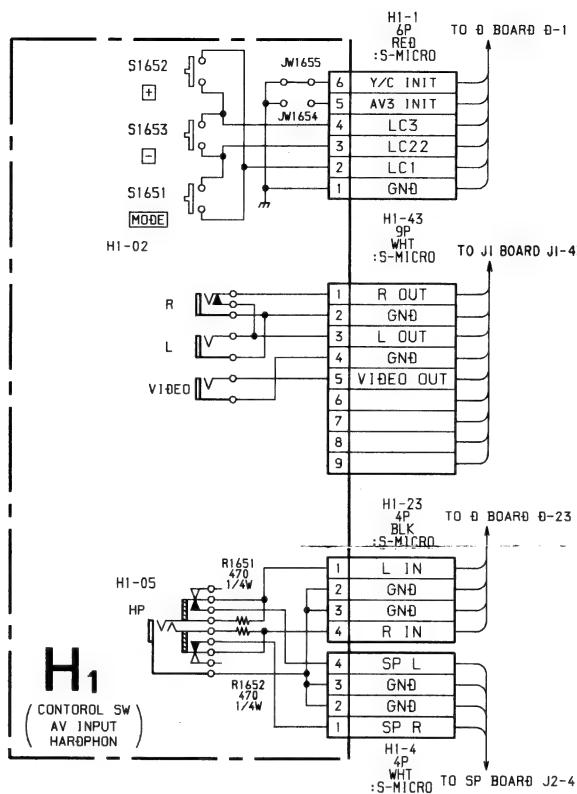 H1-1
6P
RED
:S-MICRO
TO D BOARD D-1
S1652
+
S1653
-
S1651
MODE
H1-02
JW1655
JW1654
6 Y/C INIT
5 AV3 INIT
4 LC3
3 LC22
2 LC1
1 GND
H1-43
9P
WHT
:S-MICRO
TO J1 BOARD J1-4
R
L
VIDEO
1 R OUT
2 GND
3 L OUT
4 GND
5 VIDEO OUT
6
7
8
9
H1-23
4P
BLK
:S-MICRO
TO D BOARD D-23
H1-05
HP
R1651
470
1/4W
R1652
470
1/4W
1 L IN
2 GND
3 GND
4 R IN
4 SP L
3 GND
2 GND
1 SP R
H1-4
4P
WHT
:S-MICRO
TO SP BOARD J2-4
H1
(CONTOROL SW
AV INPUT
HARDPHON)